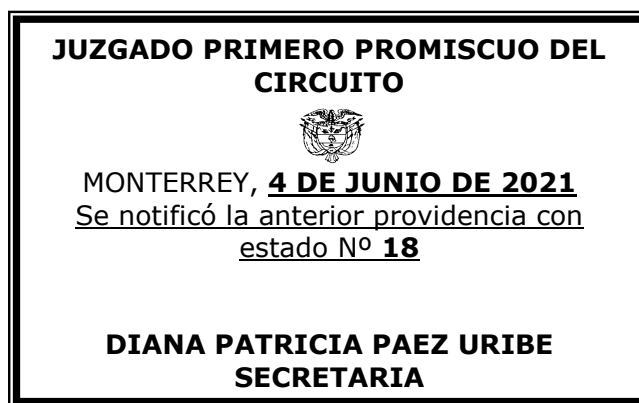 JUZGADO PRIMERO PROMISCUO DEL
CIRCUITO
MONTERREY, 4 DE JUNIO DE 2021
Se notificó la anterior providencia con
estado Nº 18
DIANA PATRICIA PAEZ URIBE
SECRETARIA